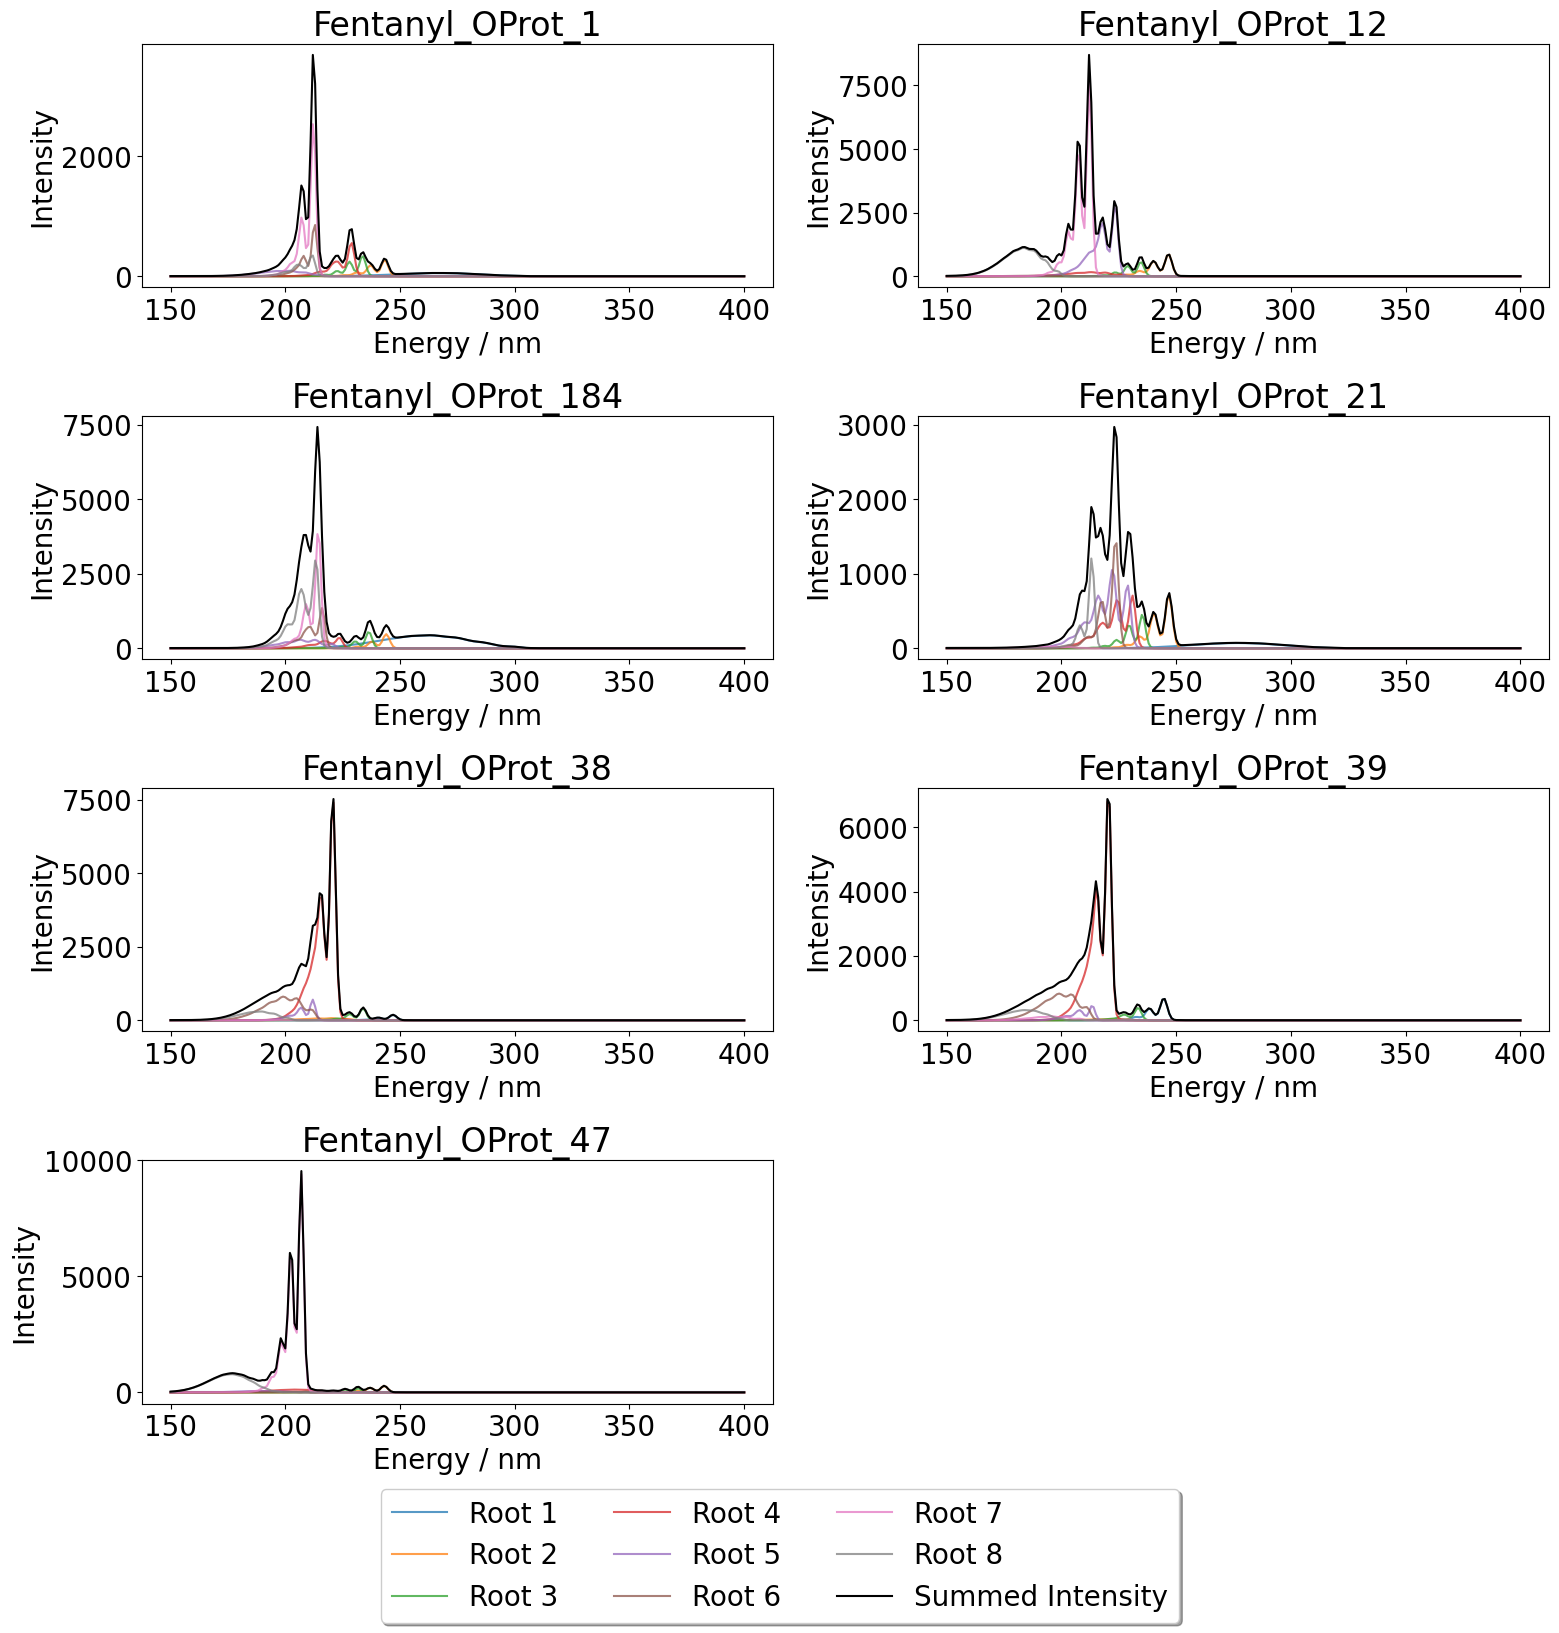 Fentanyl_OProt_1
Intensity
2000
0
150 200 250 300 350 400
Energy / nm
Fentanyl_OProt_12
Intensity
7500
5000
2500
0
150 200 250 300 350 400
Energy / nm
Fentanyl_OProt_184
Intensity
7500
5000
2500
0
150 200 250 300 350 400
Energy / nm
Fentanyl_OProt_21
Intensity
3000
2000
1000
0
150 200 250 300 350 400
Energy / nm
Fentanyl_OProt_38
Intensity
7500
5000
2500
0
150 200 250 300 350 400
Energy / nm
Fentanyl_OProt_39
Intensity
6000
4000
2000
0
150 200 250 300 350 400
Energy / nm
Fentanyl_OProt_47
Intensity
10000
5000
0
150 200 250 300 350 400
Energy / nm
Root 1
Root 2
Root 3
Root 4
Root 5
Root 6
Root 7
Root 8
Summed Intensity